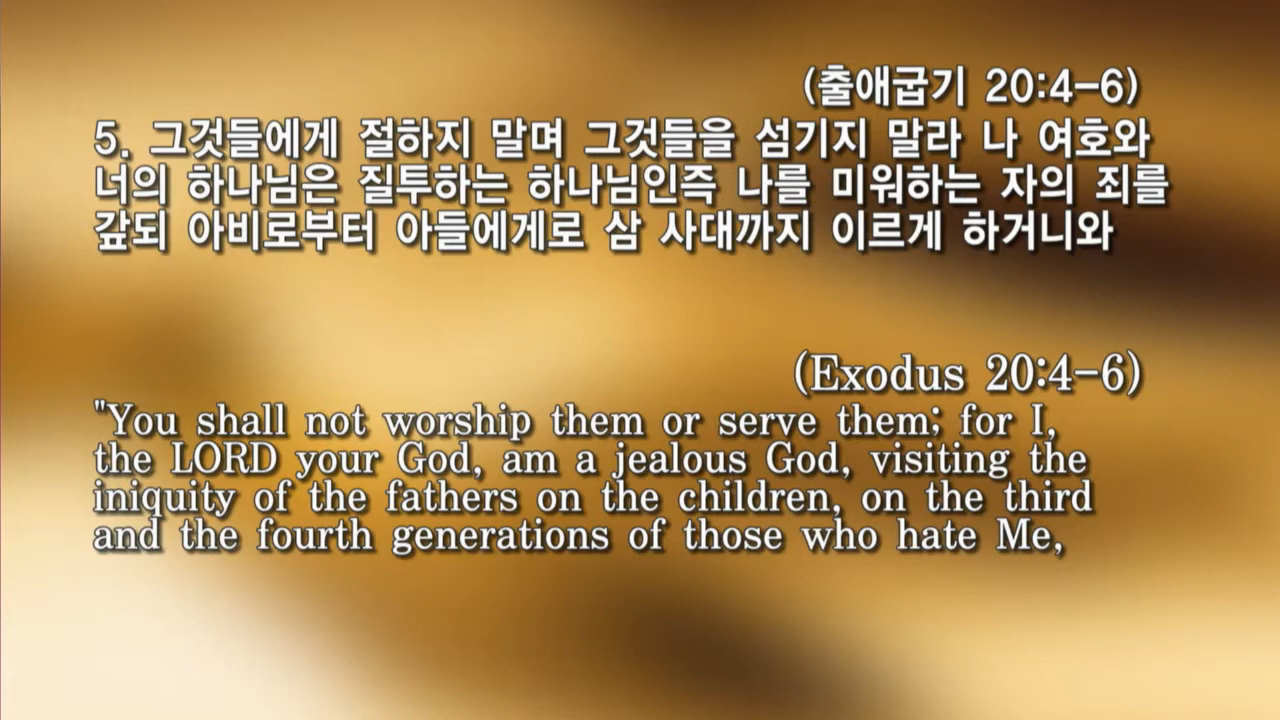 (출애굽기 20:4-6)
5. 그것들에게 절하지 말며 그것들을 섬기지 말라 나 여호와
너의 하나님은 질투하는 하나님인즉 나를 미워하는 자의 죄를
갚되 아비로부터 아들에게로 삼 사대까지 이르게 하거니와
(Exodus 20:4-6)
"You shall not worship them or serve them; for I,
the LORD your God, am a jealous God, visiting the
iniquity of the fathers on the children, on the third
and the fourth generations of those who hate Me,